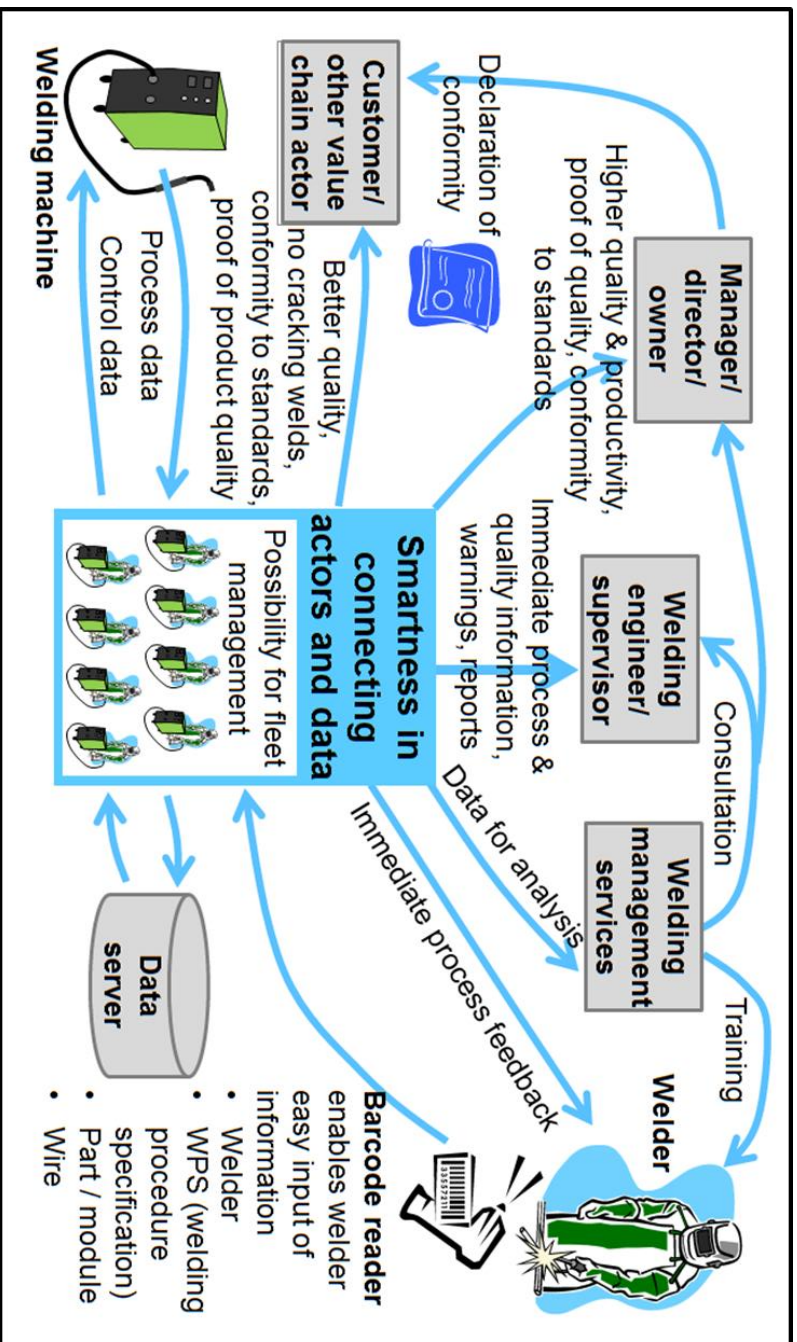 Manager/
director/
owner
Welding
engineer/
supervisor
Welding
management
services
Consultation
Training
Welder
Customer/
other value
chain actor
Declaration of
conformity
Higher quality & productivity,
proof of quality, conformity
to standards
Immediate process &
quality information,
warnings, reports
Data for analysis
Immediate process feedback
Better quality,
no cracking welds,
conformity to standards,
proof of product quality
Smartness in
connecting
actors and data
Possibility for fleet
management
Welding machine
Process data
Control data
Data
server
33557211
Barcode reader
enables welder
easy input of
information
• Welder
• WPS (welding
procedure
specification)
• Part / module
• Wire